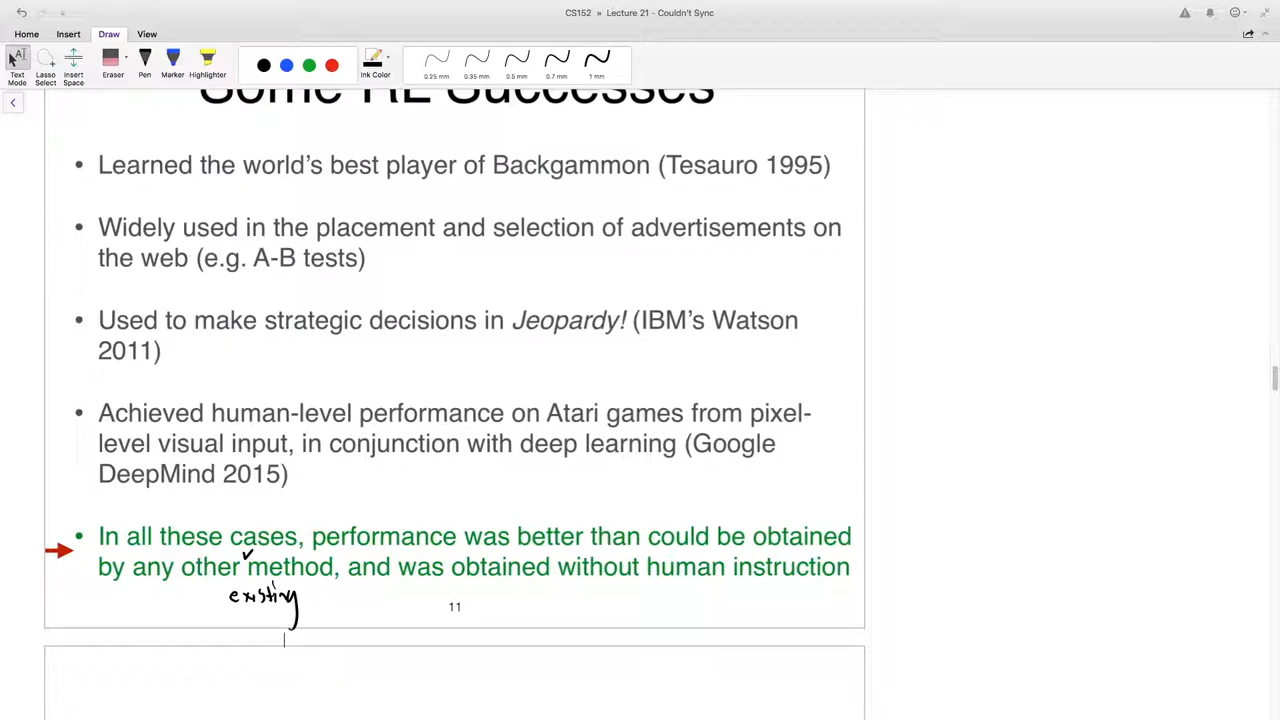 CS152 » Lecture 21 - Couldn't Sync
Home Insert Draw View
Text Mode
Lasso Select
Insert Space
Eraser
Pen
Marker
Highlighter
Ink Color
0.25 mm 0.35 mm 0.5 mm 0.7 mm 1 mm
Some RL Successes
• Learned the world's best player of Backgammon (Tesauro 1995)
• Widely used in the placement and selection of advertisements on
the web (e.g. A-B tests)
• Used to make strategic decisions in Jeopardy! (IBM's Watson
2011)
• Achieved human-level performance on Atari games from pixel-
level visual input, in conjunction with deep learning (Google
DeepMind 2015)
• In all these cases, performance was better than could be obtained
by any other method, and was obtained without human instruction
existing
11